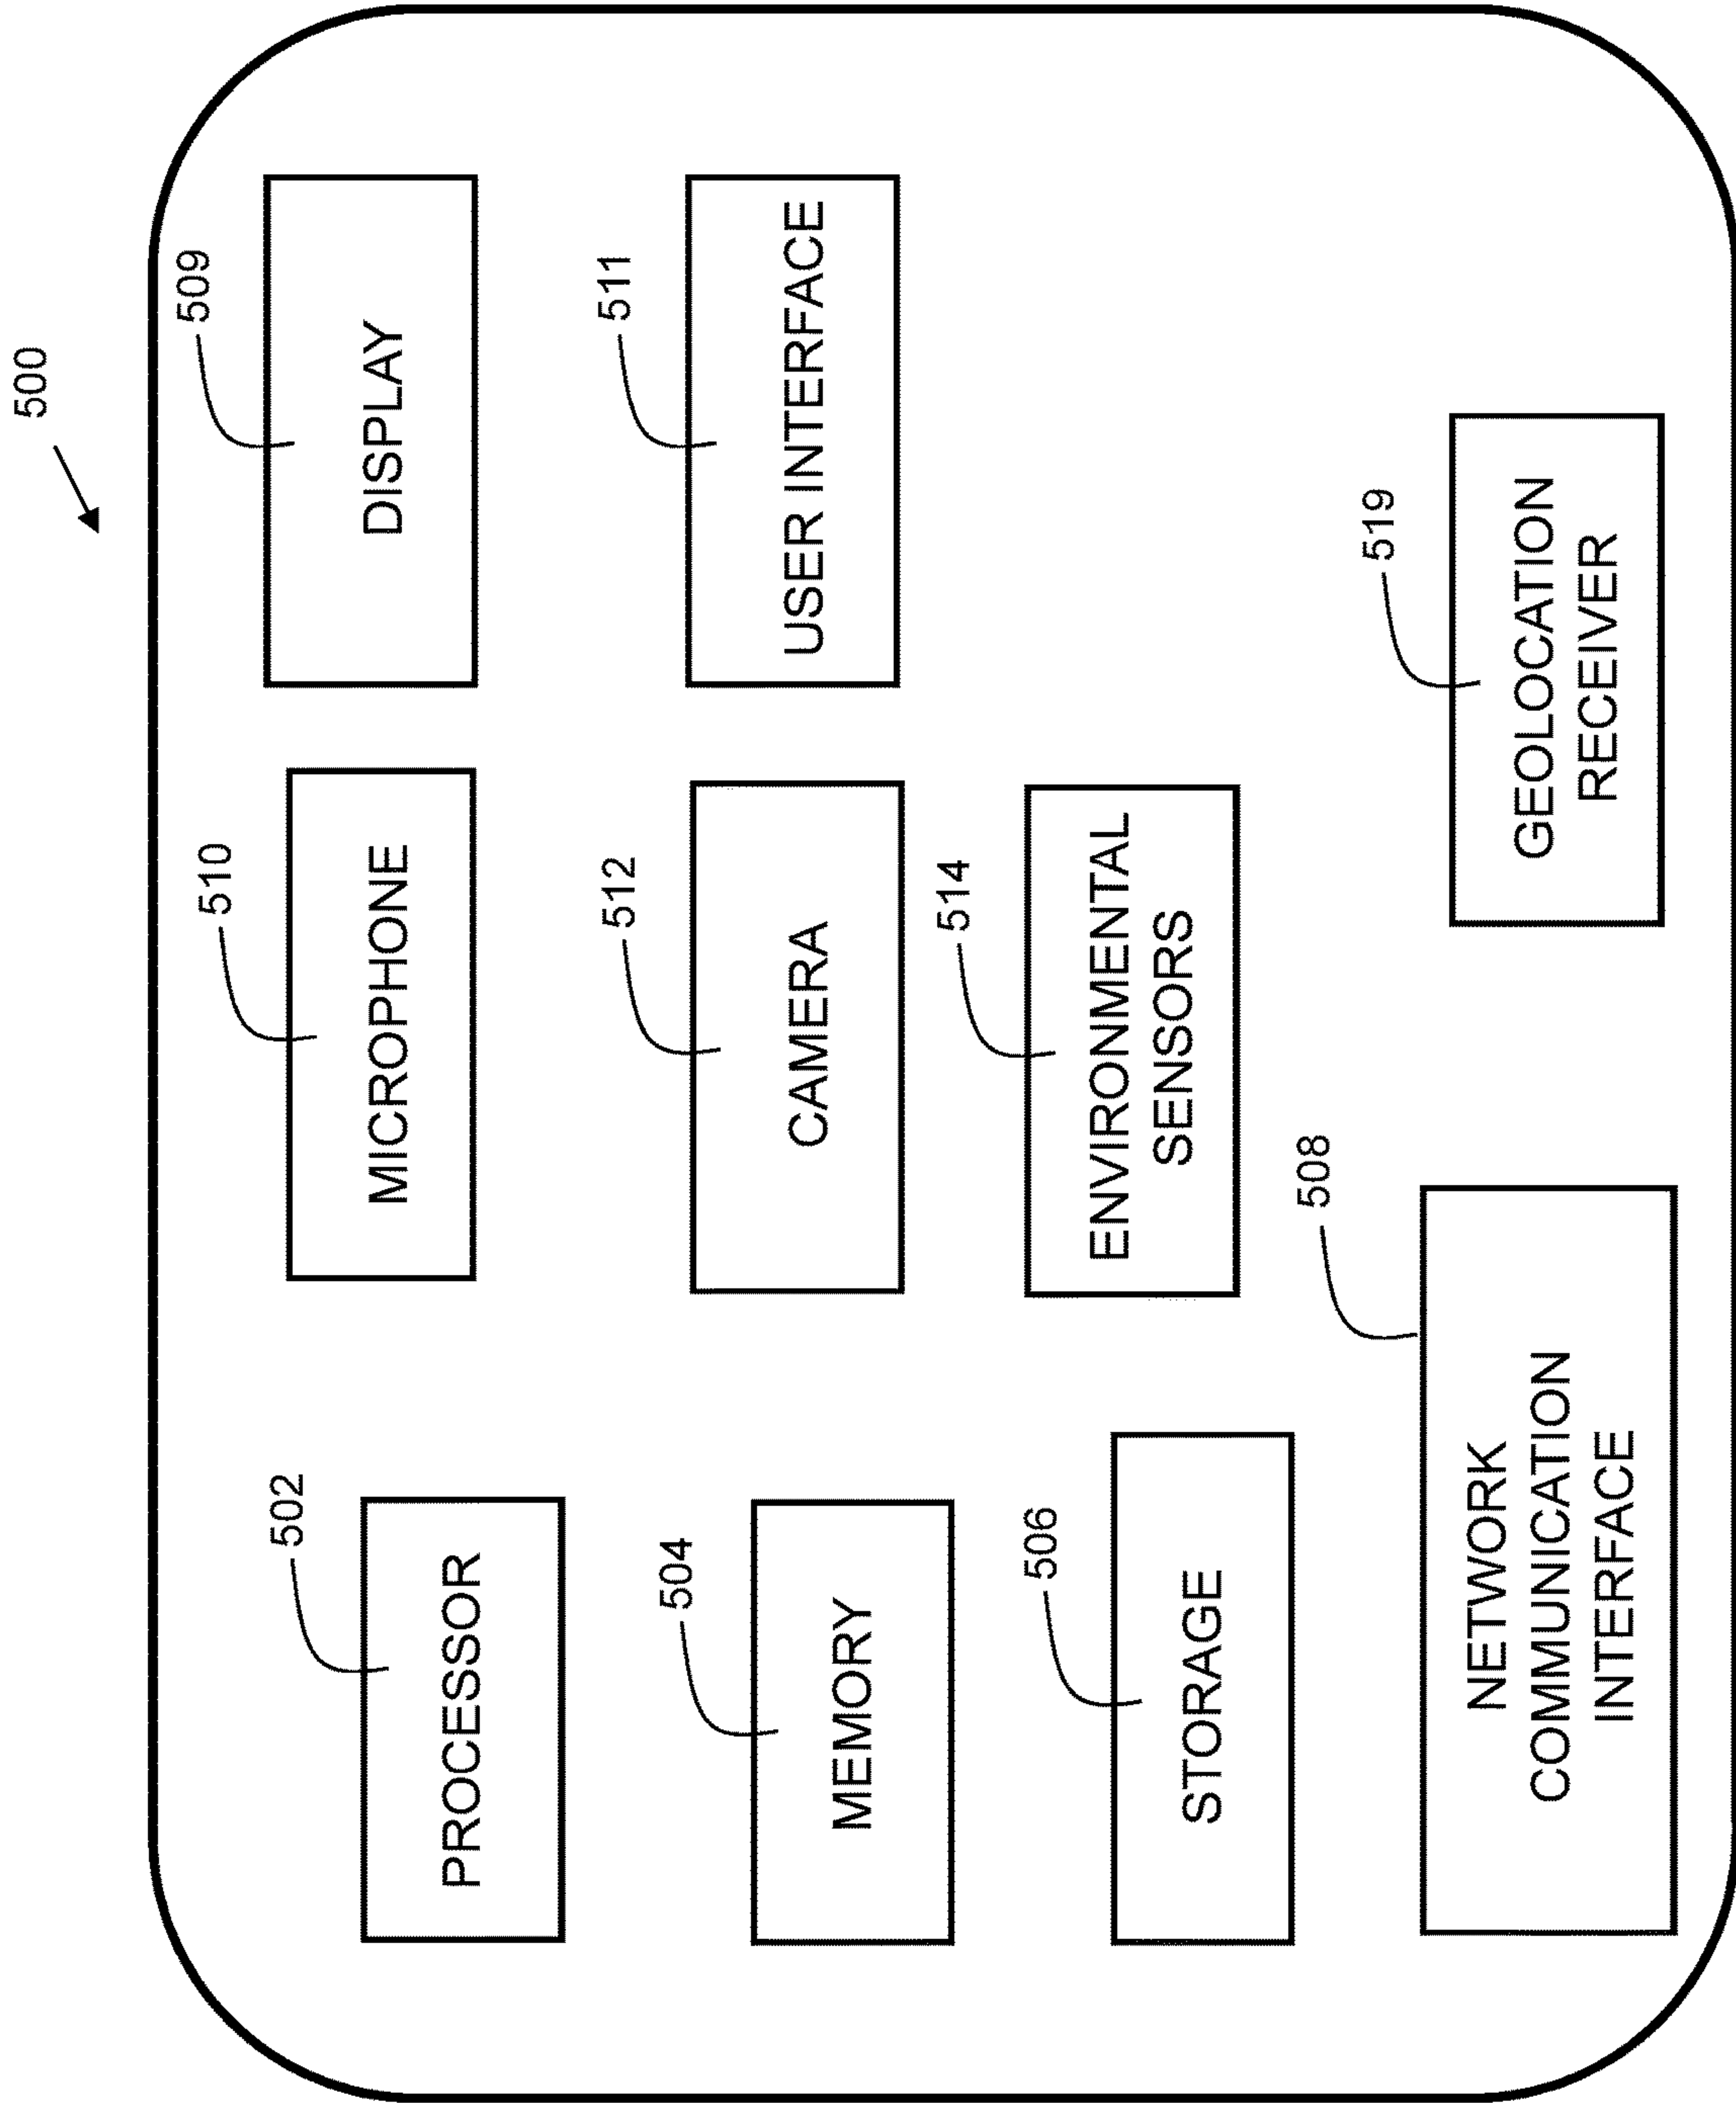 500
502
PROCESSOR
510
MICROPHONE
509
DISPLAY
504
MEMORY
512
CAMERA
511
USER INTERFACE
506
STORAGE
514
ENVIRONMENTAL
SENSORS
508
NETWORK
COMMUNICATION
INTERFACE
519
GEOLOCATION
RECEIVER